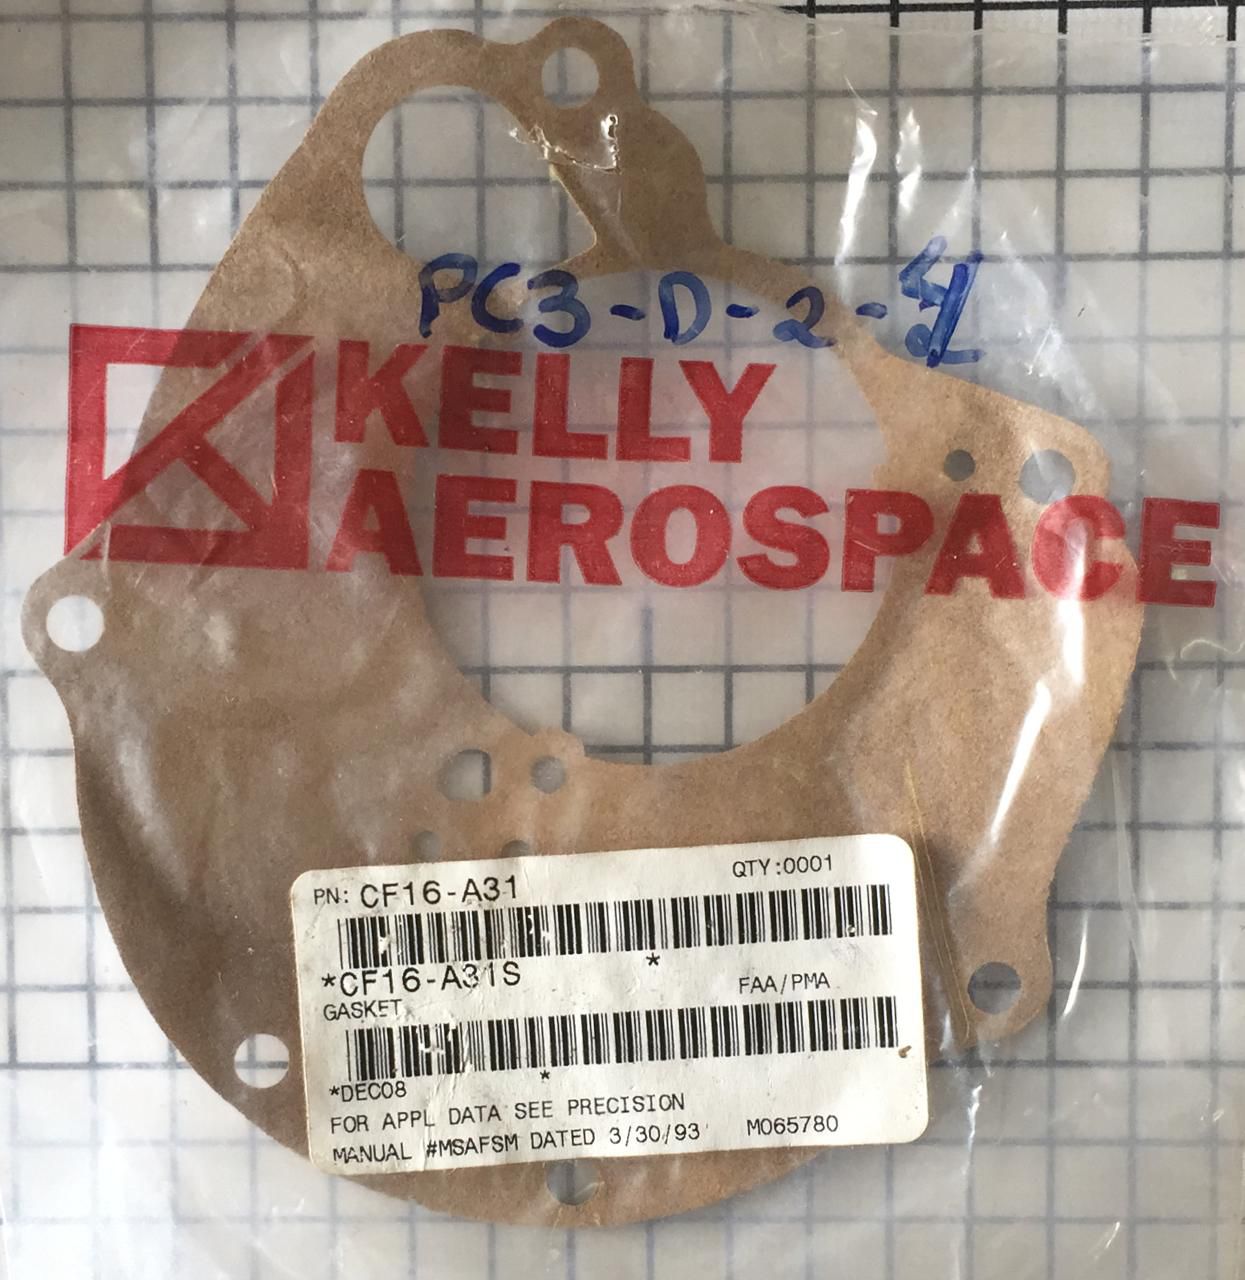 PC3-D-2-
KELLY
AEROSPACE
PN: CF16-A31 QTY:0001
*CF16-A31S *
GASKET FAA/PMA
*DEC08 *
FOR APPL DATA SEE PRECISION
MANUAL #MSAFSM DATED 3/30/93 M065780